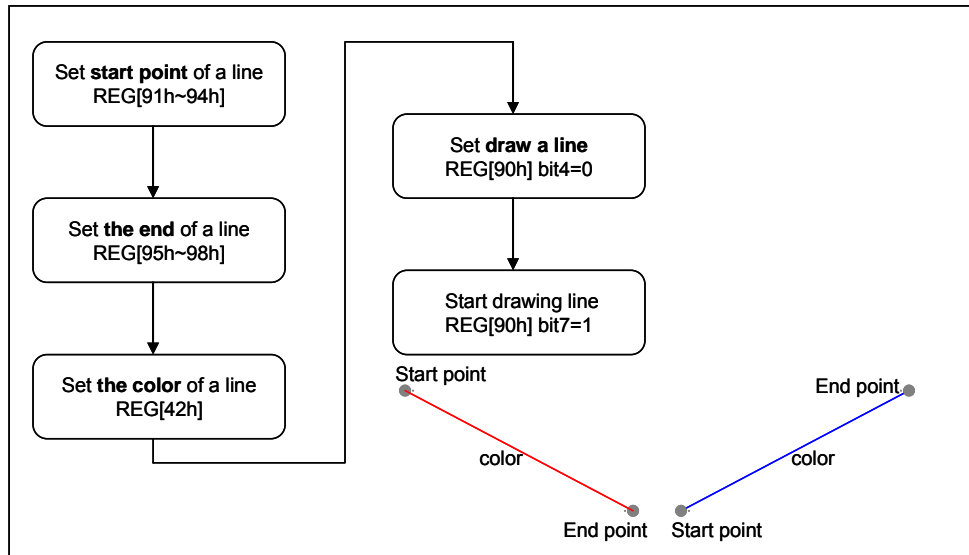 Set start point of a line
REG[91h~94h]
Set the end of a line
REG[95h~98h]
Set the color of a line
REG[42h]
Set draw a line
REG[90h] bit4=0
Start drawing line
REG[90h] bit7=1
Start point
color
End point
End point
color
Start point